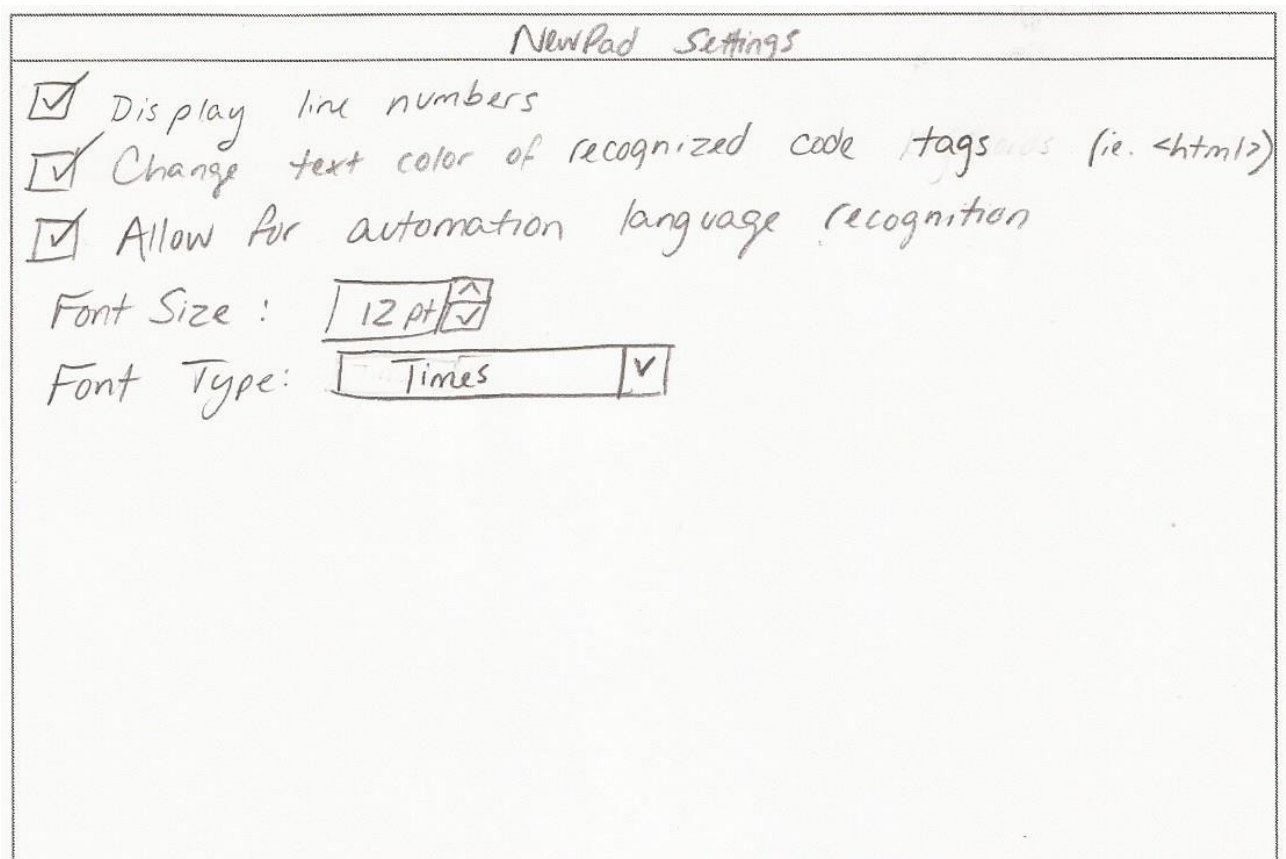 NewPad Settings
Display line numbers
Change text color of recognized code tags (ie. <html>)
Allow for automation language recognition
Font Size : 12 pt
Font Type: Times